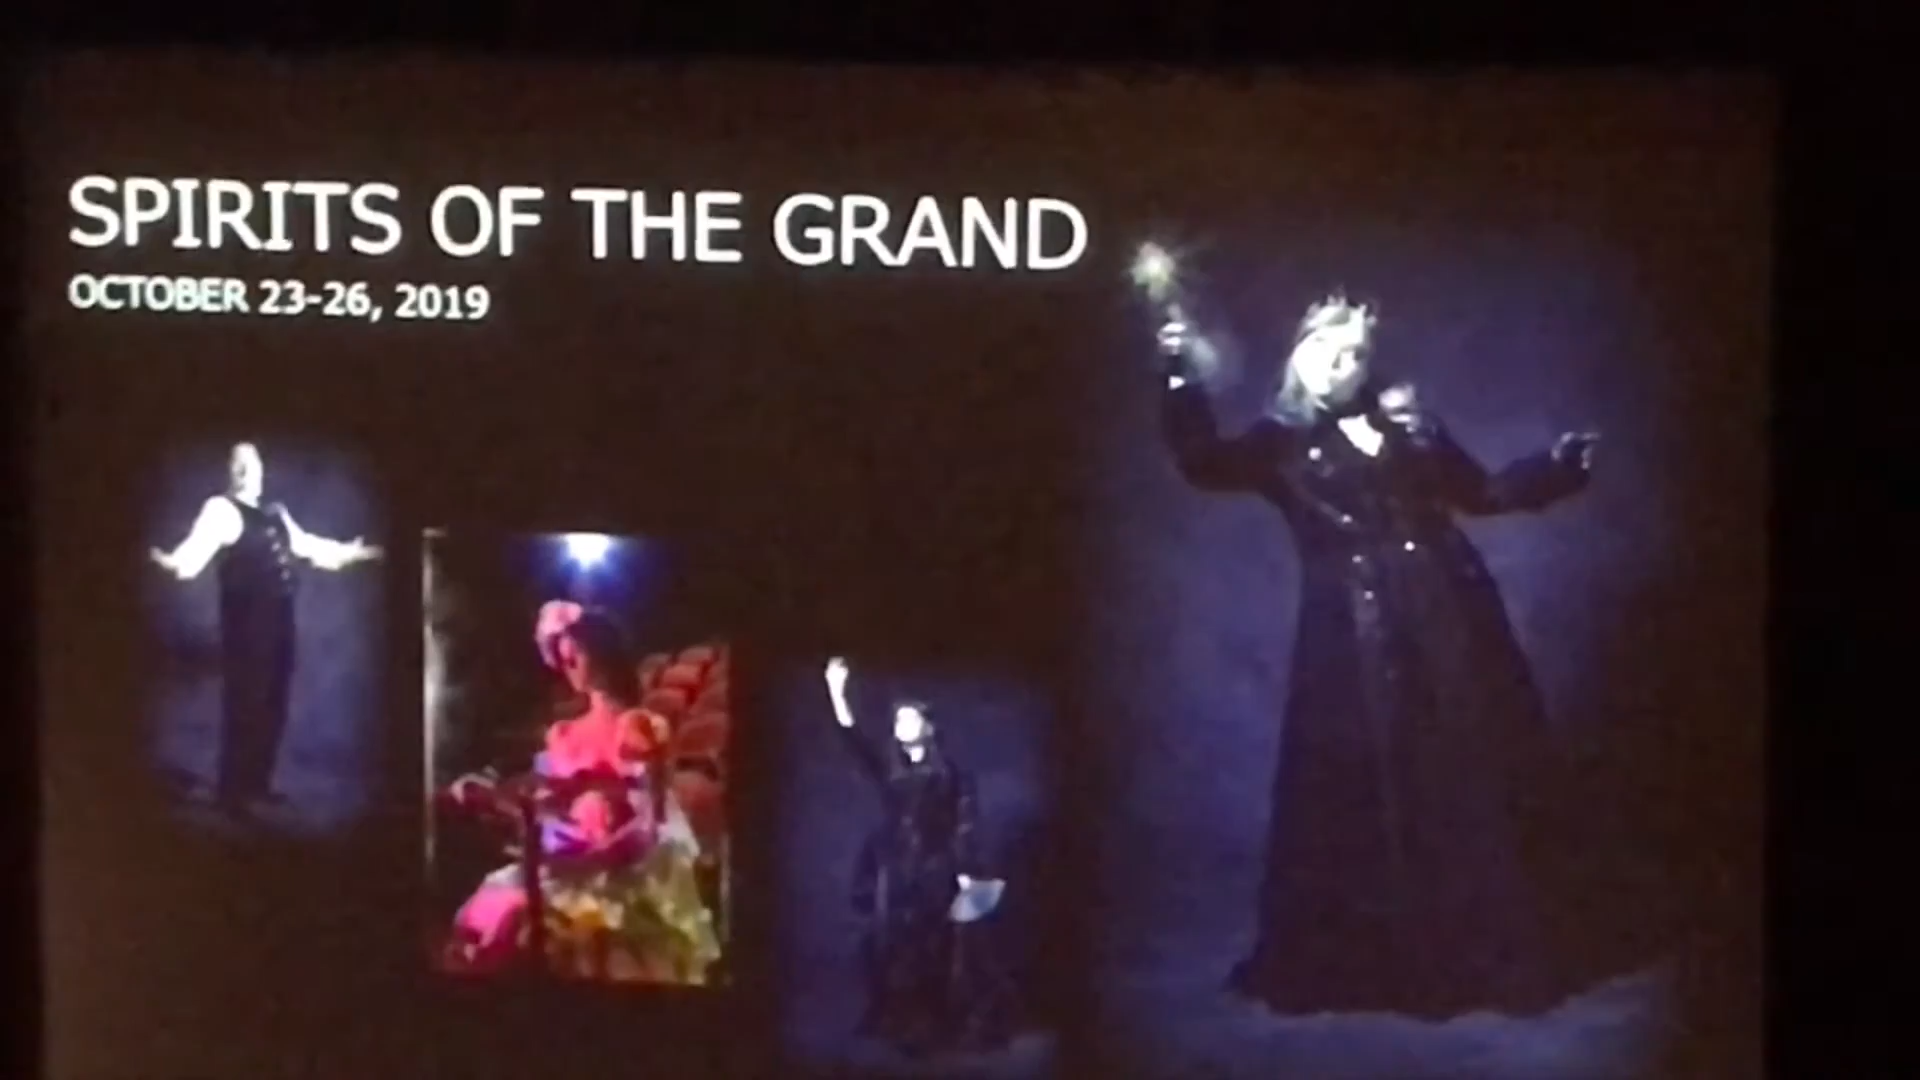 SPIRITS OF THE GRAND
OCTOBER 23-26, 2019